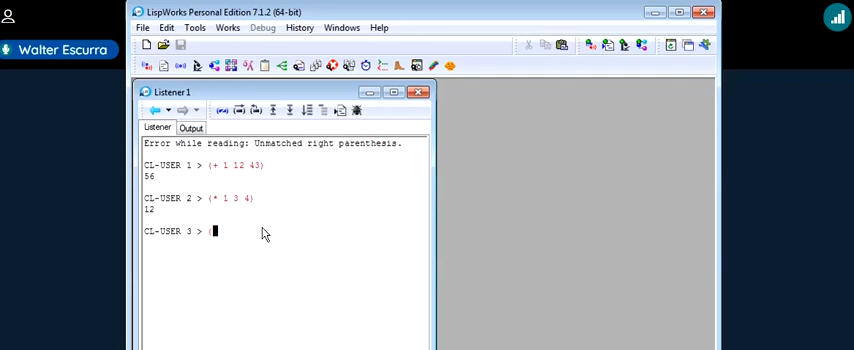 LispWorks Personal Edition 7.1.2 (64-bit)
File Edit Tools Works Debug History Windows Help
Walter Escurra
Listener 1
Listener Output
Error while reading: Unmatched right parenthesis.
CL-USER 1 > (+ 1 12 43)
56
CL-USER 2 > (* 1 3 4)
12
CL-USER 3 > (